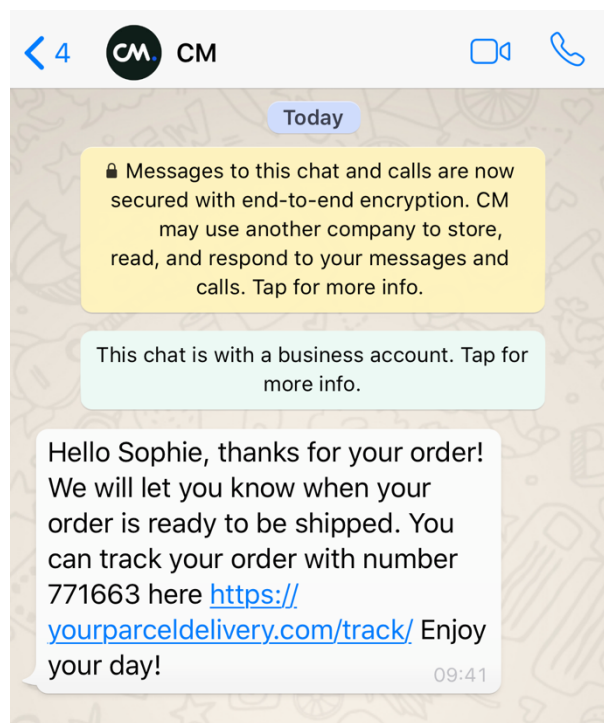 4
CM.
CM
Today
Messages to this chat and calls are now
secured with end-to-end encryption. CM
may use another company to store,
read, and respond to your messages and
calls. Tap for more info.
This chat is with a business account. Tap for
more info.
Hello Sophie, thanks for your order!
We will let you know when your
order is ready to be shipped. You
can track your order with number
771663 here https://
yourparceldelivery.com/track/ Enjoy
your day!
09:41